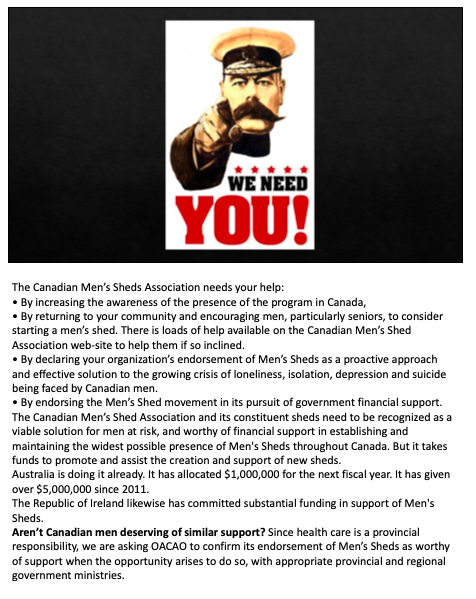 WE NEED
YOU!
The Canadian Men’s Sheds Association needs your help:
• By increasing the awareness of the presence of the program in Canada,
• By returning to your community and encouraging men, particularly seniors, to consider
starting a men’s shed. There is loads of help available on the Canadian Men’s Shed
Association web-site to help them if so inclined.
• By declaring your organization’s endorsement of Men’s Sheds as a proactive approach
and effective solution to the growing crisis of loneliness, isolation, depression and suicide
being faced by Canadian men.
• By endorsing the Men’s Shed movement in its pursuit of government financial support.
The Canadian Men’s Shed Association and its constituent sheds need to be recognized as a
viable solution for men at risk, and worthy of financial support in establishing and
maintaining the widest possible presence of Men's Sheds throughout Canada. But it takes
funds to promote and assist the creation and support of new sheds.
Australia is doing it already. It has allocated $1,000,000 for the next fiscal year. It has given
over $5,000,000 since 2011.
The Republic of Ireland likewise has committed substantial funding in support of Men's
Sheds.
Aren’t Canadian men deserving of similar support? Since health care is a provincial
responsibility, we are asking OACAO to confirm its endorsement of Men’s Sheds as worthy
of support when the opportunity arises to do so, with appropriate provincial and regional
government ministries.